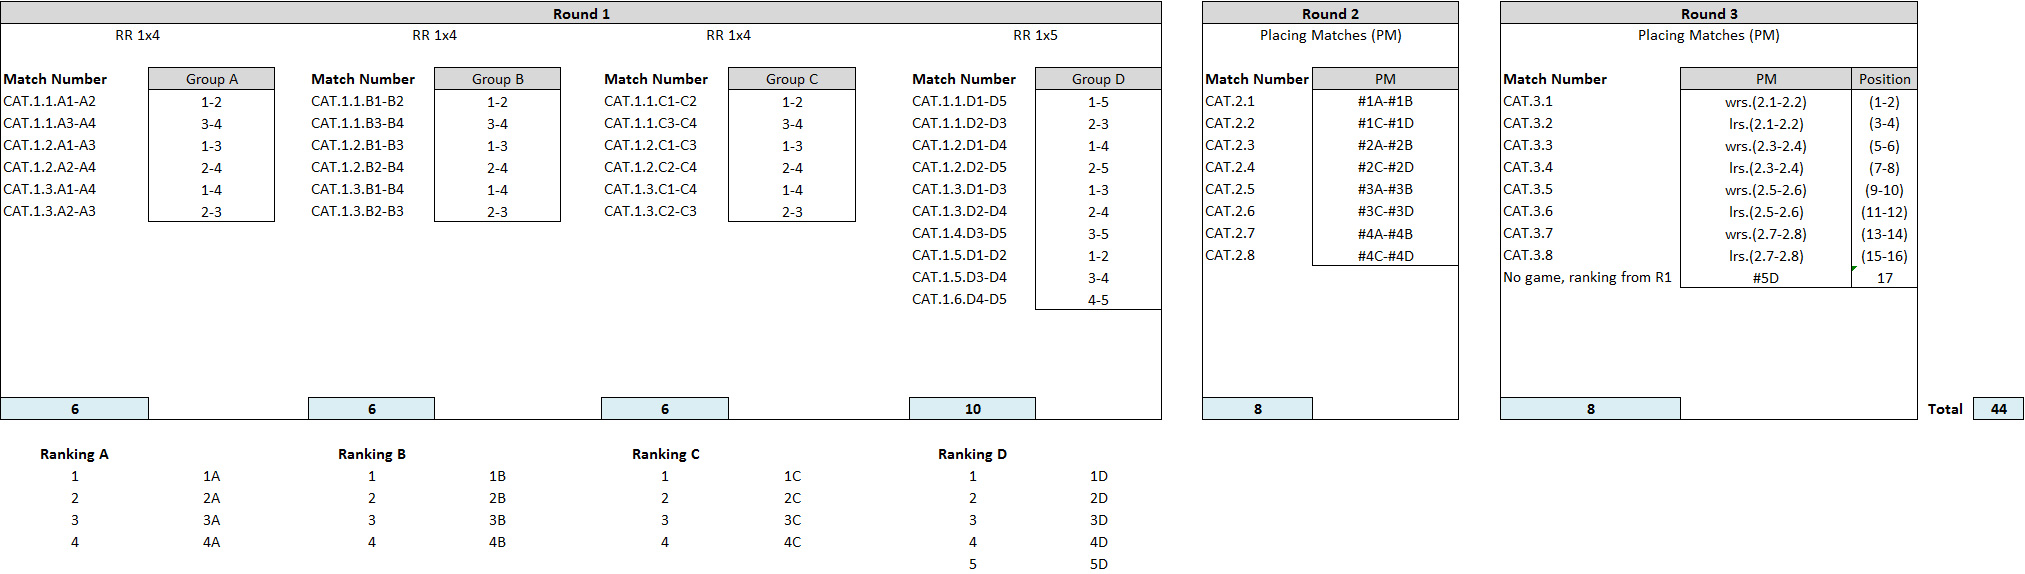 Round 1 Round 2 Round 3
RR 1x4 RR 1x4 RR 1x4 RR 1x5 Placing Matches (PM) Placing Matches (PM)
Match Number Group A Match Number Group B Match Number Group C Match Number Group D Match Number PM Match Number PM Position
CAT.1.1.A1-A2 1-2 CAT.1.1.B1-B2 1-2 CAT.1.1.C1-C2 1-2 CAT.1.1.D1-D5 1-5 CAT.2.1 #1A-#1B CAT.3.1 wrs.(2.1-2.2) (1-2)
CAT.1.1.A3-A4 3-4 CAT.1.1.B3-B4 3-4 CAT.1.1.C3-C4 3-4 CAT.1.1.D2-D3 2-3 CAT.2.2 #1C-#1D CAT.3.2 lrs.(2.1-2.2) (3-4)
CAT.1.2.A1-A3 1-3 CAT.1.2.B1-B3 1-3 CAT.1.2.C1-C3 1-3 CAT.1.2.D1-D4 1-4 CAT.2.3 #2A-#2B CAT.3.3 wrs.(2.3-2.4) (5-6)
CAT.1.2.A2-A4 2-4 CAT.1.2.B2-B4 2-4 CAT.1.2.C2-C4 2-4 CAT.1.2.D2-D5 2-5 CAT.2.4 #2C-#2D CAT.3.4 lrs.(2.3-2.4) (7-8)
CAT.1.3.A1-A4 1-4 CAT.1.3.B1-B4 1-4 CAT.1.3.C1-C4 1-4 CAT.1.3.D1-D3 1-3 CAT.2.5 #3A-#3B CAT.3.5 wrs.(2.5-2.6) (9-10)
CAT.1.3.A2-A3 2-3 CAT.1.3.B2-B3 2-3 CAT.1.3.C2-C3 2-3 CAT.1.3.D2-D4 2-4 CAT.2.6 #3C-#3D CAT.3.6 lrs.(2.5-2.6) (11-12)
CAT.1.4.D3-D5 3-5 CAT.2.7 #4A-#4B CAT.3.7 wrs.(2.7-2.8) (13-14)
CAT.1.5.D1-D2 1-2 CAT.2.8 #4C-#4D CAT.3.8 lrs.(2.7-2.8) (15-16)
CAT.1.5.D3-D4 3-4 No game, ranking from R1 #5D 17
CAT.1.6.D4-D5 4-5
6 6 6 10 8 8 Total 44
Ranking A Ranking B Ranking C Ranking D
1 1A 1 1B 1 1C 1 1D
2 2A 2 2B 2 2C 2 2D
3 3A 3 3B 3 3C 3 3D
4 4A 4 4B 4 4C 4 4D
5 5D